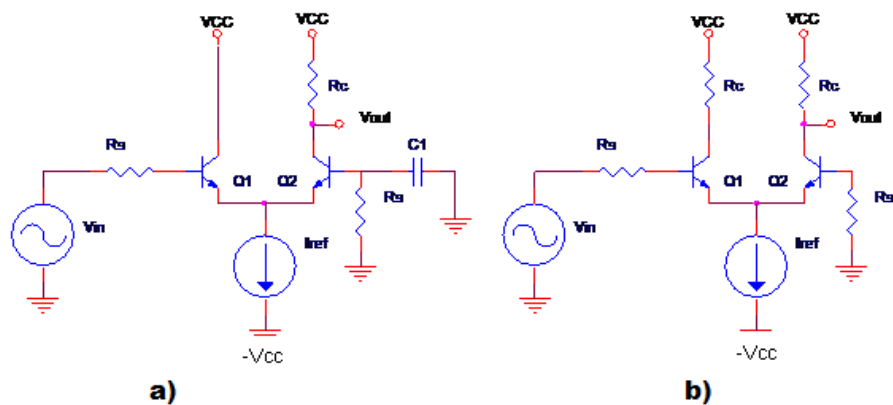 VCC VCC VCC VCC
Rc Rc Rc
Vout Vout
Rs C1 Rs
Q1 Q2 Q1 Q2
Rs Rs
Vin Iref Vin Iref
-Vcc -Vcc
a) b)